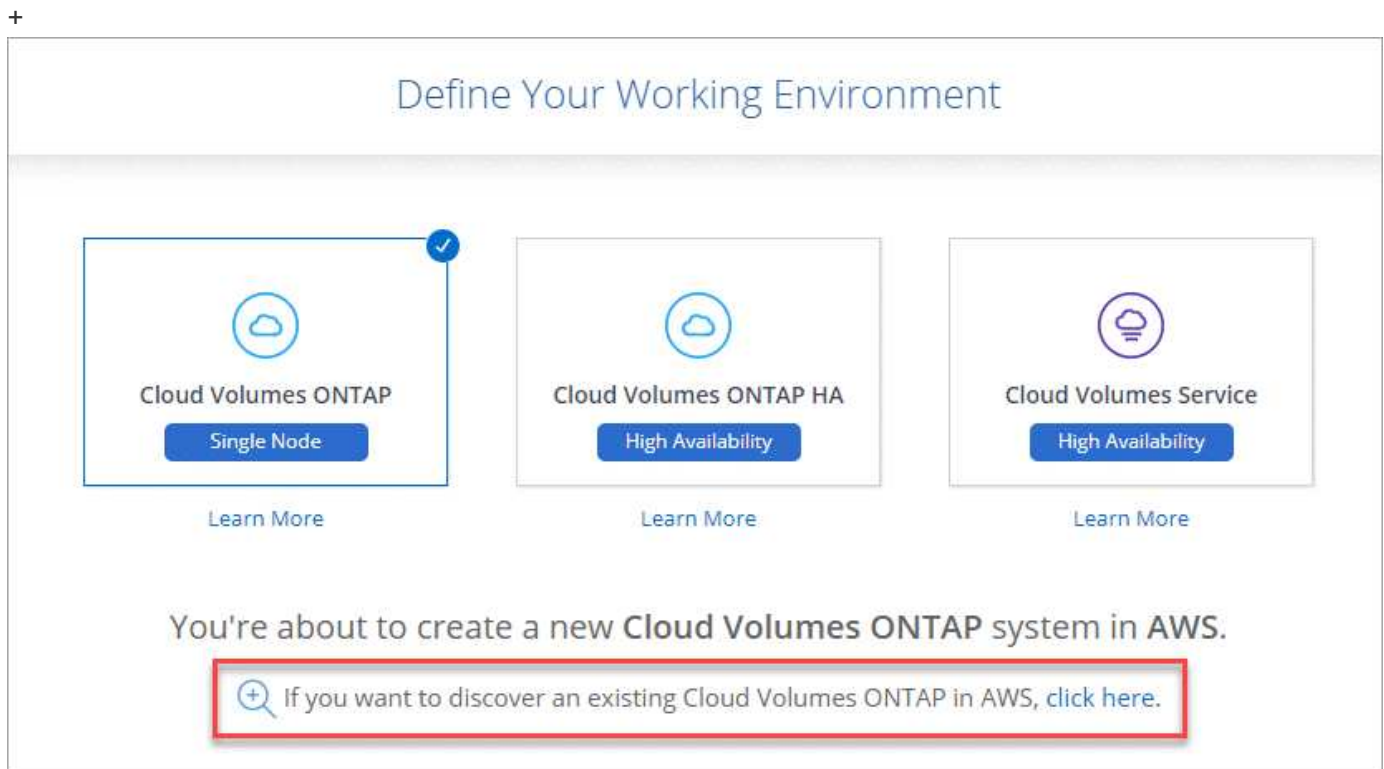 +
Define Your Working Environment
Cloud Volumes ONTAP
Single Node
Learn More
Cloud Volumes ONTAP HA
High Availability
Learn More
Cloud Volumes Service
High Availability
Learn More
You're about to create a new Cloud Volumes ONTAP system in AWS.
If you want to discover an existing Cloud Volumes ONTAP in AWS, click here.